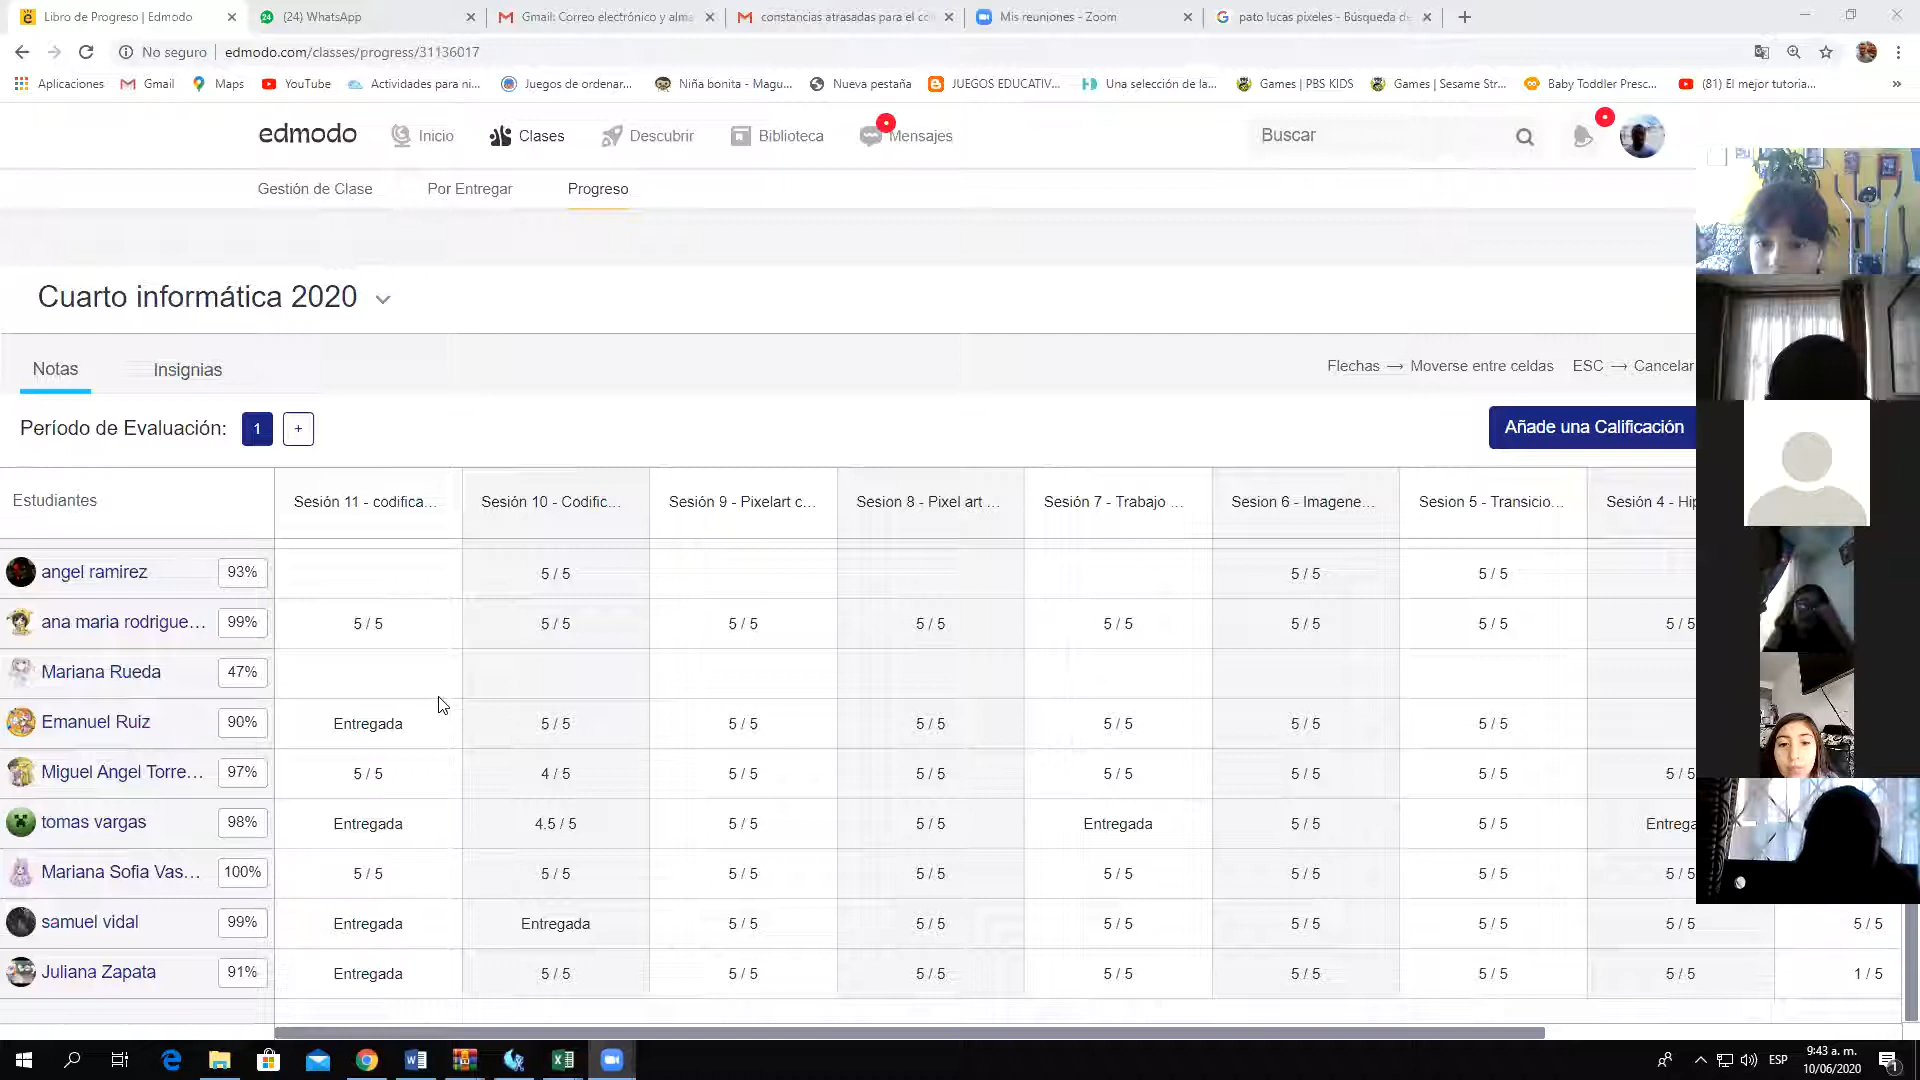 Libro de Progreso | Edmodo
(24) WhatsApp
Gmail: Correo electrónico y alma
constancias atrasadas para el co
Mis reuniones - Zoom
pato lucas pixeles - Búsqueda de
No seguro | edmodo.com/classes/progress/31136017
Aplicaciones
Gmail
Maps
YouTube
Actividades para ni...
Juegos de ordenar...
Niña bonita - Magu...
Nueva pestaña
JUEGOS EDUCATIV...
Una selección de la...
Games | PBS KIDS
Games | Sesame Str...
Baby Toddler Presc...
(81) El mejor tutoria...
»
edmodo
Inicio
Clases
Descubrir
Biblioteca
Mensajes
Buscar
Gestión de Clase
Por Entregar
Progreso
Cuarto informática 2020
Notas
Insignias
Flechas → Moverse entre celdas ESC → Cancelar
Período de Evaluación: 1 +
Añade una Calificación
Estudiantes
Sesión 11 - codifica...
Sesión 10 - Codific...
Sesión 9 - Pixelart c...
Sesion 8 - Pixel art ...
Sesión 7 - Trabajo ...
Sesion 6 - Imagene...
Sesion 5 - Transicio...
Sesión 4 - Hip
angel ramirez 93% 5 / 5 5 / 5 5 / 5
ana maria rodrigue... 99% 5 / 5 5 / 5 5 / 5 5 / 5 5 / 5 5 / 5 5 / 5 5 / 5
Mariana Rueda 47%
Emanuel Ruiz 90% Entregada 5 / 5 5 / 5 5 / 5 5 / 5 5 / 5 5 / 5
Miguel Angel Torre... 97% 5 / 5 4 / 5 5 / 5 5 / 5 5 / 5 5 / 5 5 / 5 5 / 5
tomas vargas 98% Entregada 4.5 / 5 5 / 5 5 / 5 Entregada 5 / 5 5 / 5 Entrega
Mariana Sofia Vas... 100% 5 / 5 5 / 5 5 / 5 5 / 5 5 / 5 5 / 5 5 / 5 5 / 5
samuel vidal 99% Entregada Entregada 5 / 5 5 / 5 5 / 5 5 / 5 5 / 5 5 / 5 5 / 5
Juliana Zapata 91% Entregada 5 / 5 5 / 5 5 / 5 5 / 5 5 / 5 5 / 5 5 / 5 1 / 5
ESP
9:43 a. m.
10/06/2020
1